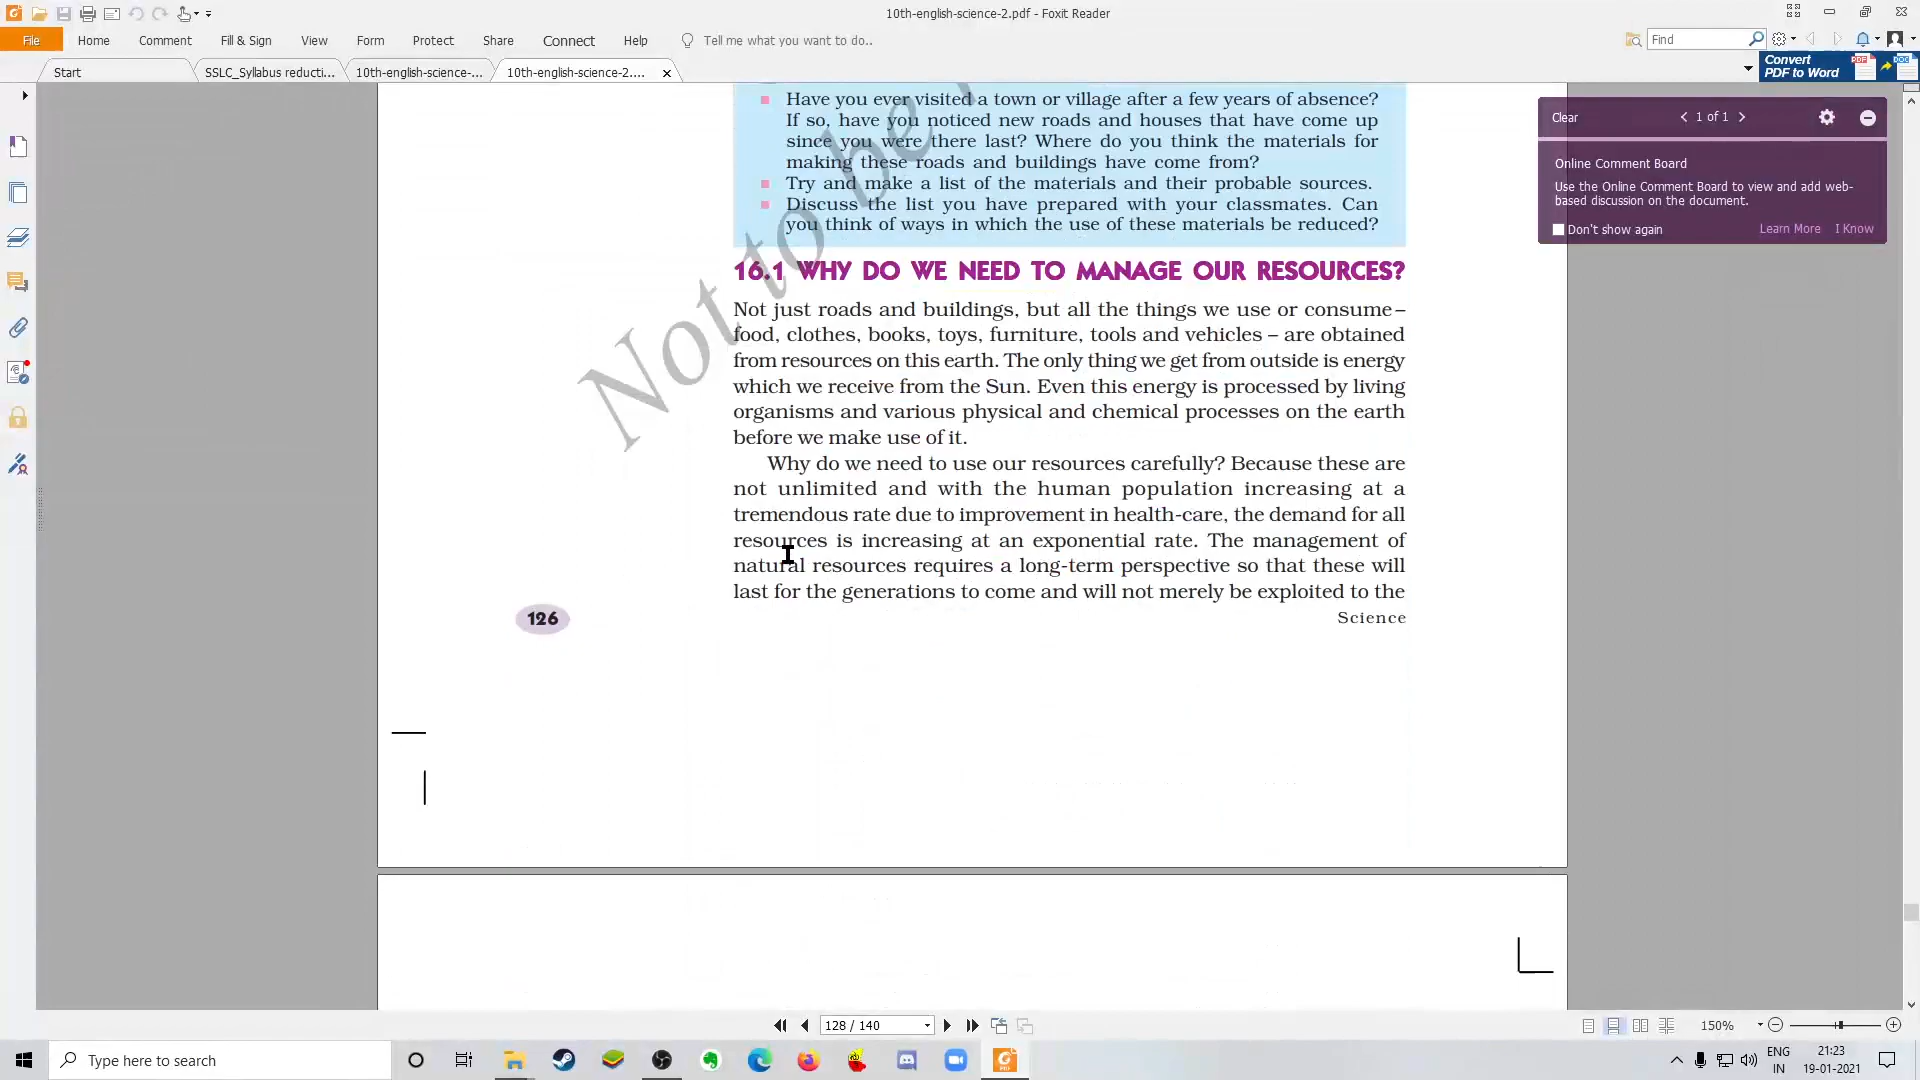 10th-english-science-2.pdf - Foxit Reader
File Home Comment Fill & Sign View Form Protect Share Connect Help Tell me what you want to do.. Find
Start SSLC_Syllabus reducti... 10th-english-science-... 10th-english-science-2....
Convert
PDF to Word
PDF
Have you ever visited a town or village after a few years of absence?
If so, have you noticed new roads and houses that have come up
since you were there last? Where do you think the materials for
making these roads and buildings have come from?
Try and make a list of the materials and their probable sources.
Discuss the list you have prepared with your classmates. Can
you think of ways in which the use of these materials be reduced?
Clear 1 of 1
Online Comment Board
Use the Online Comment Board to view and add web-
based discussion on the document.
Don't show again Learn More I Know
16.1 WHY DO WE NEED TO MANAGE OUR RESOURCES?
Not just roads and buildings, but all the things we use or consume –
food, clothes, books, toys, furniture, tools and vehicles – are obtained
from resources on this earth. The only thing we get from outside is energy
which we receive from the Sun. Even this energy is processed by living
organisms and various physical and chemical processes on the earth
before we make use of it.
Why do we need to use our resources carefully? Because these are
not unlimited and with the human population increasing at a
tremendous rate due to improvement in health-care, the demand for all
resources is increasing at an exponential rate. The management of
natural resources requires a long-term perspective so that these will
last for the generations to come and will not merely be exploited to the
126
Science
Not to be
128 / 140
150%
Type here to search
ENG
IN
21:23
19-01-2021